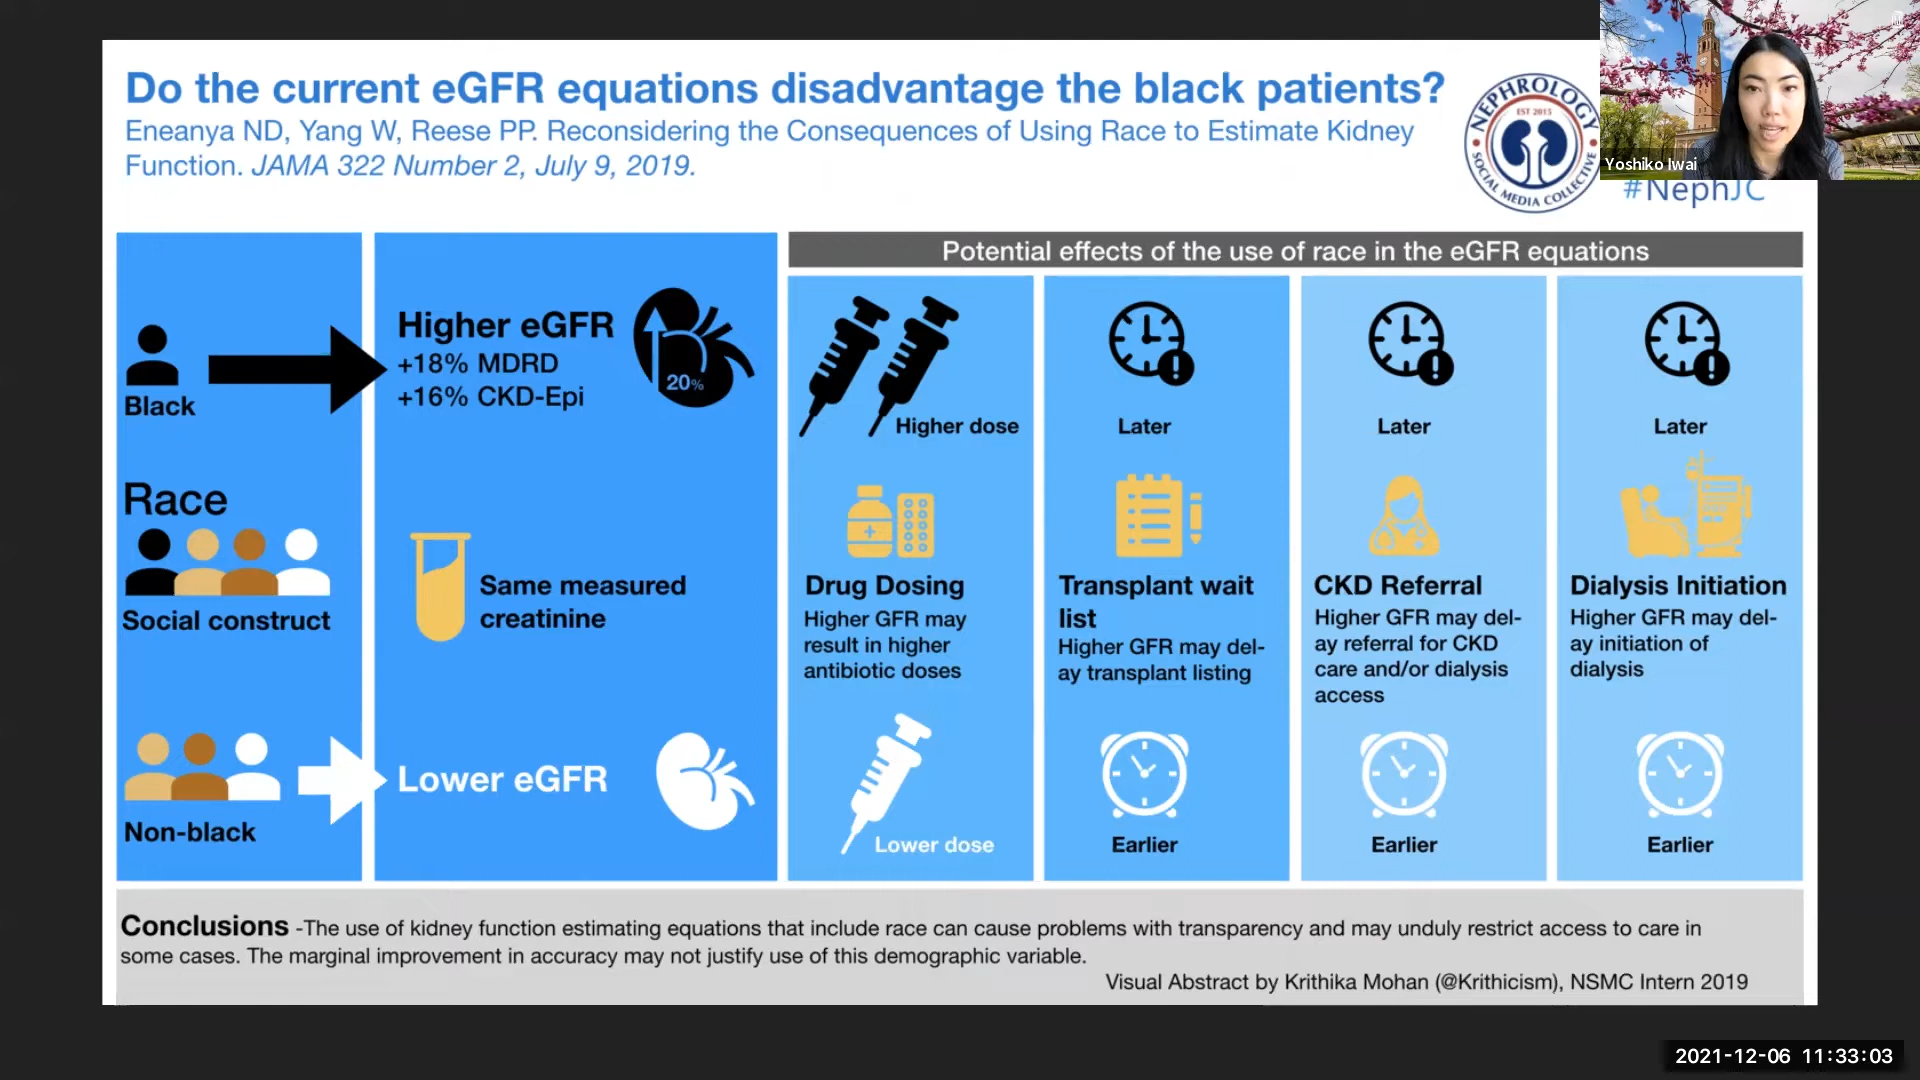 Do the current eGFR equations disadvantage the black patients?
Eneanya ND, Yang W, Reese PP. Reconsidering the Consequences of Using Race to Estimate Kidney
Function. JAMA 322 Number 2, July 9, 2019.
NEPHROLOGY
EST 2015
SOCIAL MEDIA COLLECTIVE
#NephJC
Yoshiko Iwai
Potential effects of the use of race in the eGFR equations
Black
Higher eGFR
+18% MDRD
+16% CKD-Epi
20%
Higher dose
Later
Later
Later
Race
Social construct
Same measured
creatinine
Drug Dosing
Higher GFR may
result in higher
antibiotic doses
Transplant wait
list
Higher GFR may del-
ay transplant listing
CKD Referral
Higher GFR may del-
ay referral for CKD
care and/or dialysis
access
Dialysis Initiation
Higher GFR may del-
ay initiation of
dialysis
Non-black
Lower eGFR
Lower dose
Earlier
Earlier
Earlier
Conclusions -The use of kidney function estimating equations that include race can cause problems with transparency and may unduly restrict access to care in
some cases. The marginal improvement in accuracy may not justify use of this demographic variable.
Visual Abstract by Krithika Mohan (@Krithicism), NSMC Intern 2019
2021-12-06 11:33:03